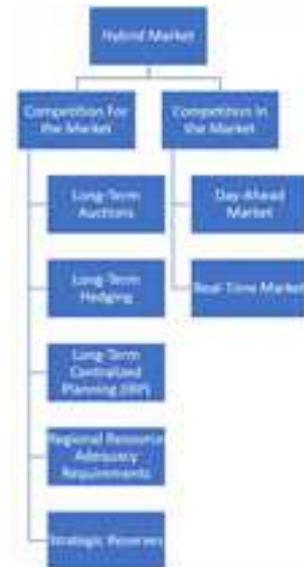 Hybrid Market
Competition For
the Market
Competition In
the Market
Long-Term
Auctions
Day-Ahead
Market
Long-Term
Hedging
Real-Time Market
Long-Term
Centralized
Planning (IRP)
Regional Resource
Adequacy
Requirements
Strategic Reserves